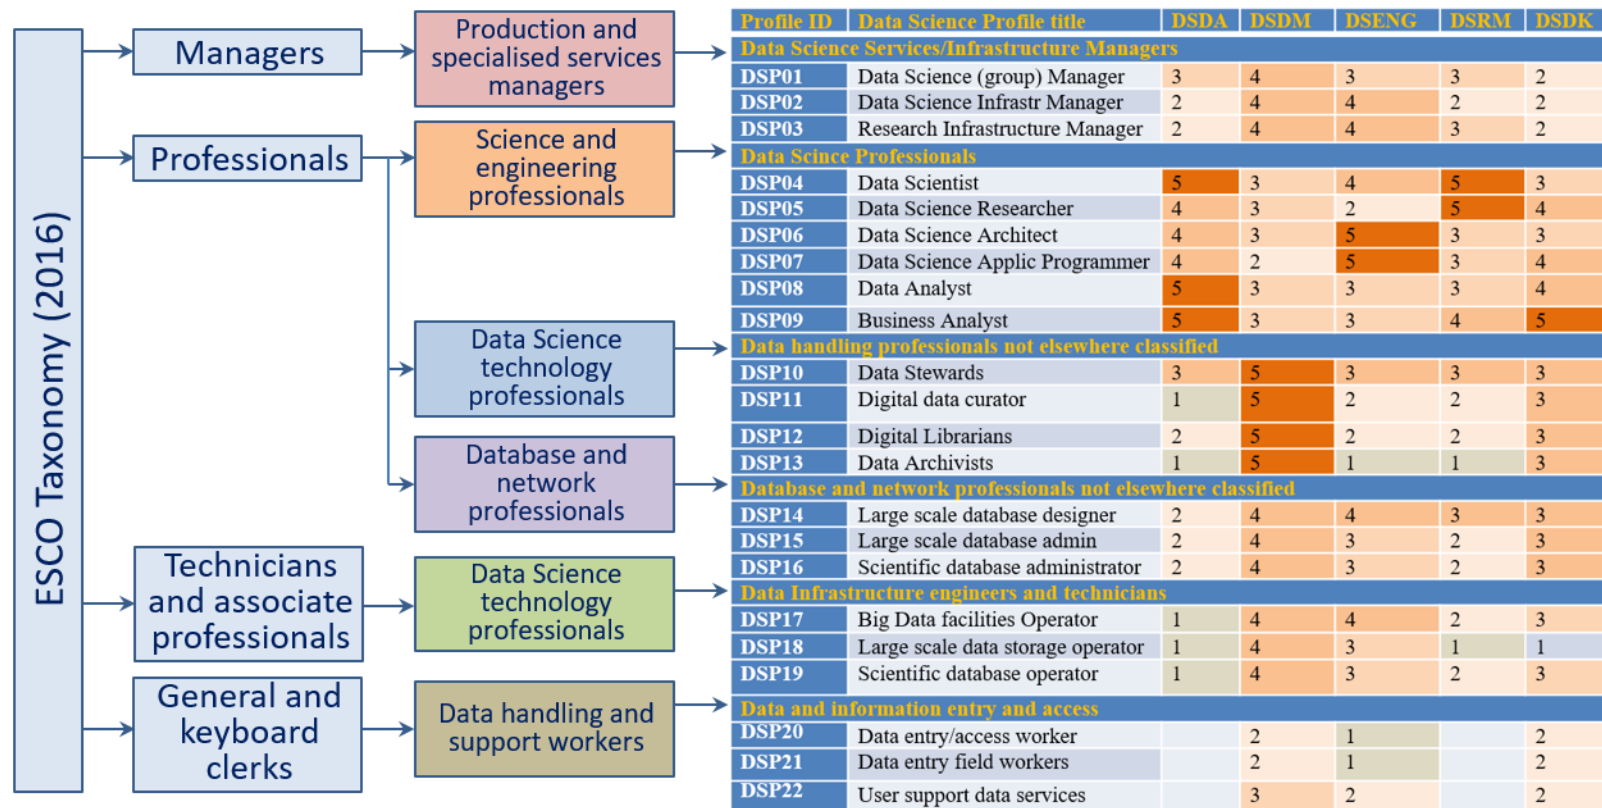 ESCO Taxonomy (2016)
Managers
Professionals
Technicians
and associate
professionals
General and
keyboard
clerks
Production and
specialised services
managers
Science and
engineering
professionals
Data Science
technology
professionals
Database and
network
professionals
Data Science
technology
professionals
Data handling and
support workers
Profile ID Data Science Profile title DSDA DSDM DSENG DSRM DSDK
Data Science Services/Infrastructure Managers
DSP01 Data Science (group) Manager 3 4 3 3 2
DSP02 Data Science Infrastr Manager 2 4 4 2 2
DSP03 Research Infrastructure Manager 2 4 4 3 2
Data Scince Professionals
DSP04 Data Scientist 5 3 4 5 3
DSP05 Data Science Researcher 4 3 2 5 4
DSP06 Data Science Architect 4 3 5 3 3
DSP07 Data Science Applic Programmer 4 2 5 3 4
DSP08 Data Analyst 5 3 3 3 4
DSP09 Business Analyst 5 3 3 4 5
Data handling professionals not elsewhere classified
DSP10 Data Stewards 3 5 3 3 3
DSP11 Digital data curator 1 5 2 2 3
DSP12 Digital Librarians 2 5 2 2 3
DSP13 Data Archivists 1 5 1 1 3
Database and network professionals not elsewhere classified
DSP14 Large scale database designer 2 4 4 3 3
DSP15 Large scale database admin 2 4 3 2 3
DSP16 Scientific database administrator 2 4 3 2 3
Data Infrastructure engineers and technicians
DSP17 Big Data facilities Operator 1 4 4 2 3
DSP18 Large scale data storage operator 1 4 3 1 1
DSP19 Scientific database operator 1 4 3 2 3
Data and information entry and access
DSP20 Data entry/access worker 2 1 2
DSP21 Data entry field workers 2 1 2
DSP22 User support data services 3 2 2